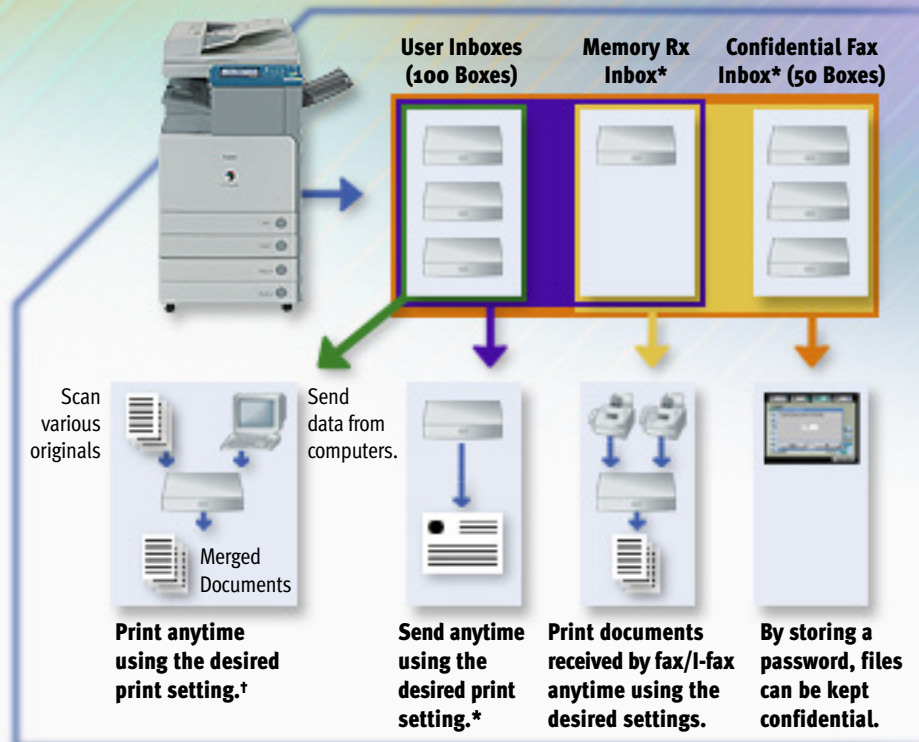 User Inboxes
(100 Boxes)
Memory Rx
Inbox*
Confidential Fax
Inbox* (50 Boxes)
Scan
various
originals
Send
data from
computers.
Merged
Documents
Print anytime
using the desired
print setting.†
Send anytime
using the
desired print
setting.*
Print documents
received by fax/I-fax
anytime using the
desired settings.
By storing a
password, files
can be kept
confidential.